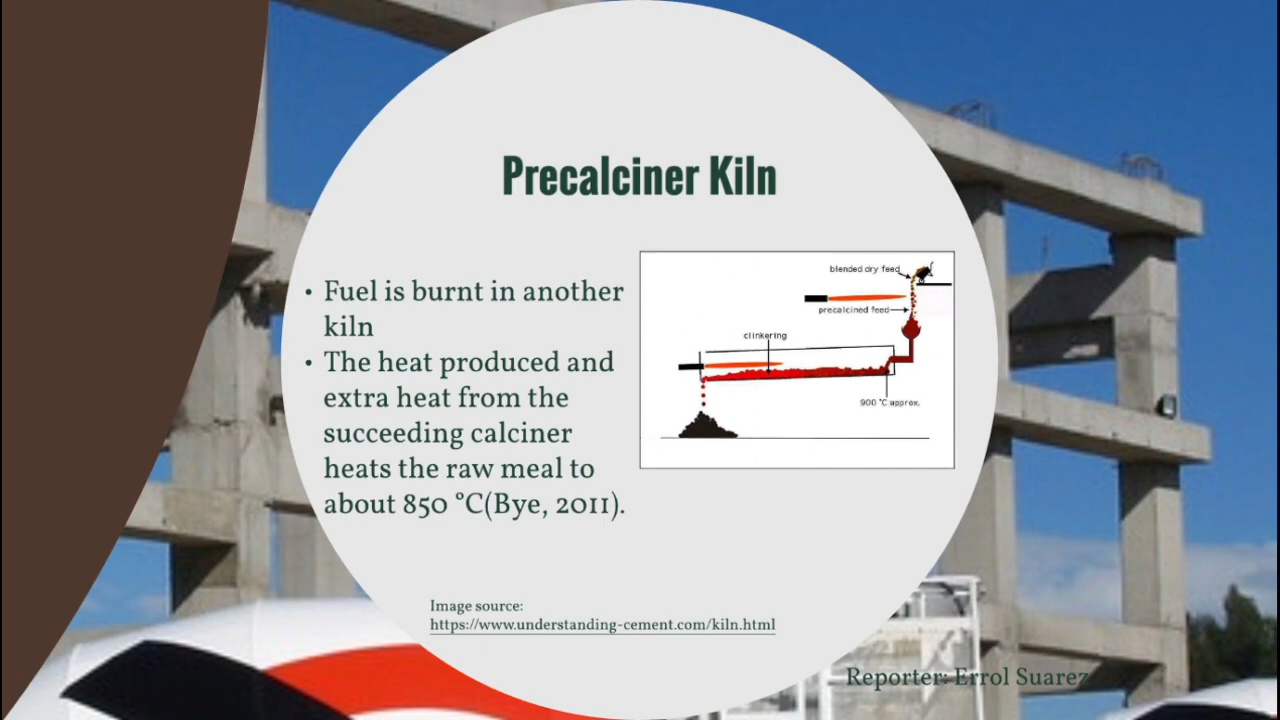 Precalciner Kiln
• Fuel is burnt in another
kiln
• The heat produced and
extra heat from the
succeeding calciner
heats the raw meal to
about 850 °C(Bye, 2011).
blended dry feed
precalcined feed
clinkering
900 °C approx.
Image source:
https://www.understanding-cement.com/kiln.html
Reporter: Errol Suarez